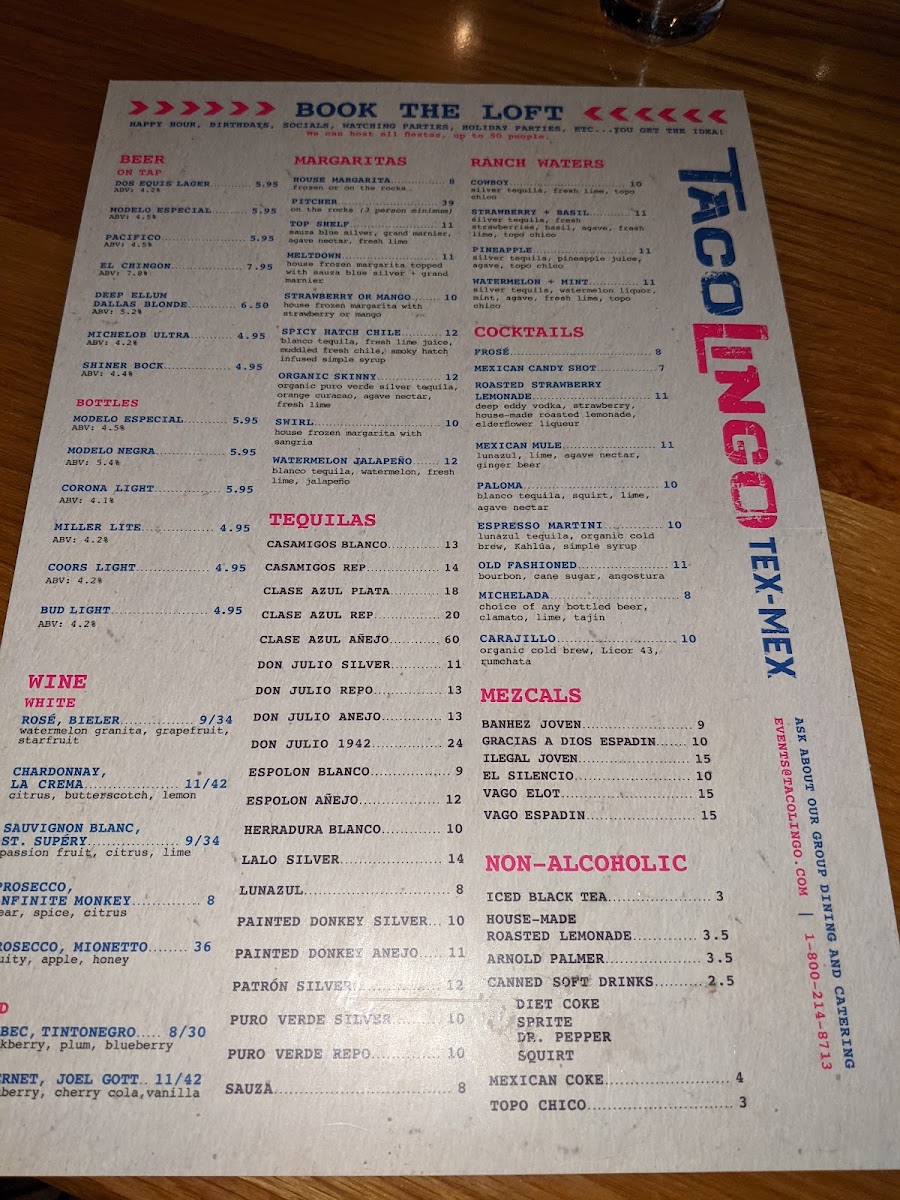 BOOK THE LOFT
HAPPY HOUR, BIRTHDAYS, SOCIALS, WATCHING PARTIES, HOLIDAY PARTIES, ETC...YOU GET THE IDEA!
We can host all fiestas, up to 50 people.
BEER
ON TAP
DOS EQUIS LAGER 5.95
ABV: 4.2%
MODELO ESPECIAL 5.95
ABV: 4.5%
PACIFICO 5.95
ABV: 4.5%
EL CHINGON 7.95
ABV: 7.8%
DEEP ELLUM
DALLAS BLONDE 6.50
ABV: 5.2%
MICHELOB ULTRA 4.95
ABV: 4.2%
SHINER BOCK 4.95
ABV: 4.4%
BOTTLES
MODELO ESPECIAL 5.95
ABV: 4.5%
MODELO NEGRA 5.95
ABV: 5.4%
CORONA LIGHT 5.95
ABV: 4.1%
MILLER LITE 4.95
ABV: 4.2%
COORS LIGHT 4.95
ABV: 4.2%
BUD LIGHT 4.95
ABV: 4.2%
WINE
WHITE
ROSÉ, BIELER 9/34
watermelon granita, grapefruit,
starfruit
CHARDONNAY,
LA CREMA 11/42
citrus, butterscotch, lemon
SAUVIGNON BLANC,
ST. SUPÉRY 9/34
passion fruit, citrus, lime
PROSECCO,
NFINITE MONKEY 8
ear, spice, citrus
ROSECCO, MIONETTO 36
uity, apple, honey
D
BEC, TINTONEGRO 8/30
kberry, plum, blueberry
ERNET, JOEL GOTT 11/42
berry, cherry cola,vanilla
MARGARITAS
HOUSE MARGARITA 8
frozen or on the rocks
PITCHER 39
on the rocks (3 person minimum)
TOP SHELF 11
sauza blue silver, grand marnier,
agave nectar, fresh lime
MELTDOWN 11
house frozen margarita topped
with sauza blue silver + grand
marnier
STRAWBERRY OR MANGO 10
house frozen margarita with
strawberry or mango
SPICY HATCH CHILE 12
blanco tequila, fresh lime juice,
muddled fresh chile, smoky hatch
infused simple syrup
ORGANIC SKINNY 12
organic puro verde silver tequila,
orange curacao, agave nectar,
fresh lime
SWIRL 10
house frozen margarita with
sangria
WATERMELON JALAPEÑO 12
blanco tequila, watermelon, fresh
lime, jalapeño
TEQUILAS
CASAMIGOS BLANCO 13
CASAMIGOS REP 14
CLASE AZUL PLATA 18
CLASE AZUL REP 20
CLASE AZUL AÑEJO 60
DON JULIO SILVER 11
DON JULIO REPO 13
DON JULIO ANEJO 13
DON JULIO 1942 24
ESPOLON BLANCO 9
ESPOLON AÑEJO 12
HERRADURA BLANCO 10
LALO SILVER 14
LUNAZUL 8
PAINTED DONKEY SILVER 10
PAINTED DONKEY ANEJO 11
PATRÓN SILVER 12
PURO VERDE SILVER 10
PURO VERDE REPO 10
SAUZA 8
RANCH WATERS
COWBOY 10
silver tequila, fresh lime, topo
chico
STRAWBERRY + BASIL 11
silver tequila, fresh
strawberries, basil, agave, fresh
lime, topo chico
PINEAPPLE 11
silver tequila, pineapple juice,
agave, topo chico
WATERMELON + MINT 11
silver tequila, watermelon liquor,
mint, agave, fresh lime, topo
chico
COCKTAILS
FROSÉ 8
MEXICAN CANDY SHOT 7
ROASTED STRAWBERRY
LEMONADE 11
deep eddy vodka, strawberry,
house-made roasted lemonade,
elderflower liqueur
MEXICAN MULE 11
lunazul, lime, agave nectar,
ginger beer
PALOMA 10
blanco tequila, squirt, lime,
agave nectar
ESPRESSO MARTINI 10
lunazul tequila, organic cold
brew, Kahlúa, simple syrup
OLD FASHIONED 11
bourbon, cane sugar, angostura
MICHELADA 8
choice of any bottled beer,
clamato, lime, tajin
CARAJILLO 10
organic cold brew, Licor 43,
rumchata
MEZCALS
BANHEZ JOVEN 9
GRACIAS A DIOS ESPADIN 10
ILEGAL JOVEN 15
EL SILENCIO 10
VAGO ELOT 15
VAGO ESPADIN 15
NON-ALCOHOLIC
ICED BLACK TEA 3
HOUSE-MADE
ROASTED LEMONADE 3.5
ARNOLD PALMER 3.5
CANNED SOFT DRINKS 2.5
DIET COKE
SPRITE
DR. PEPPER
SQUIRT
MEXICAN COKE 4
TOPO CHICO 3
TACO LINGO TEX-MEX
ASK ABOUT OUR GROUP DINING AND CATERING
EVENTS@TACOLINGO.COM | 1-800-214-8713